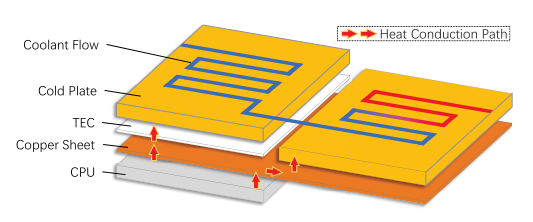 Heat Conduction Path
Coolant Flow
Cold Plate
TEC
Copper Sheet
CPU